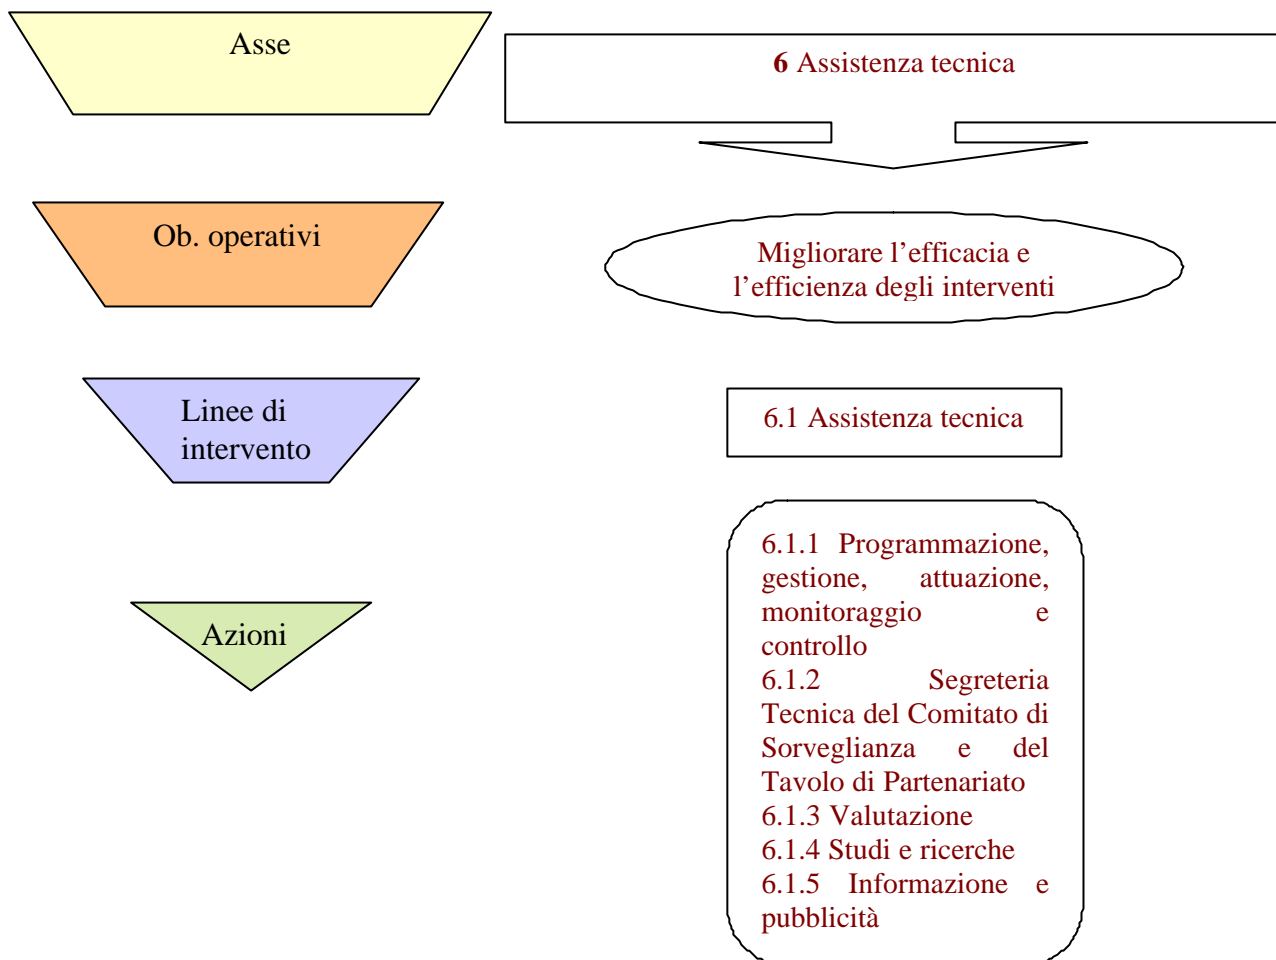 Asse
6 Assistenza tecnica
Ob. operativi
Migliorare l’efficacia e
l’efficienza degli interventi
Linee di
intervento
6.1 Assistenza tecnica
Azioni
6.1.1 Programmazione,
gestione, attuazione,
monitoraggio e
controllo
6.1.2 Segreteria
Tecnica del Comitato di
Sorveglianza e del
Tavolo di Partenariato
6.1.3 Valutazione
6.1.4 Studi e ricerche
6.1.5 Informazione e
pubblicità